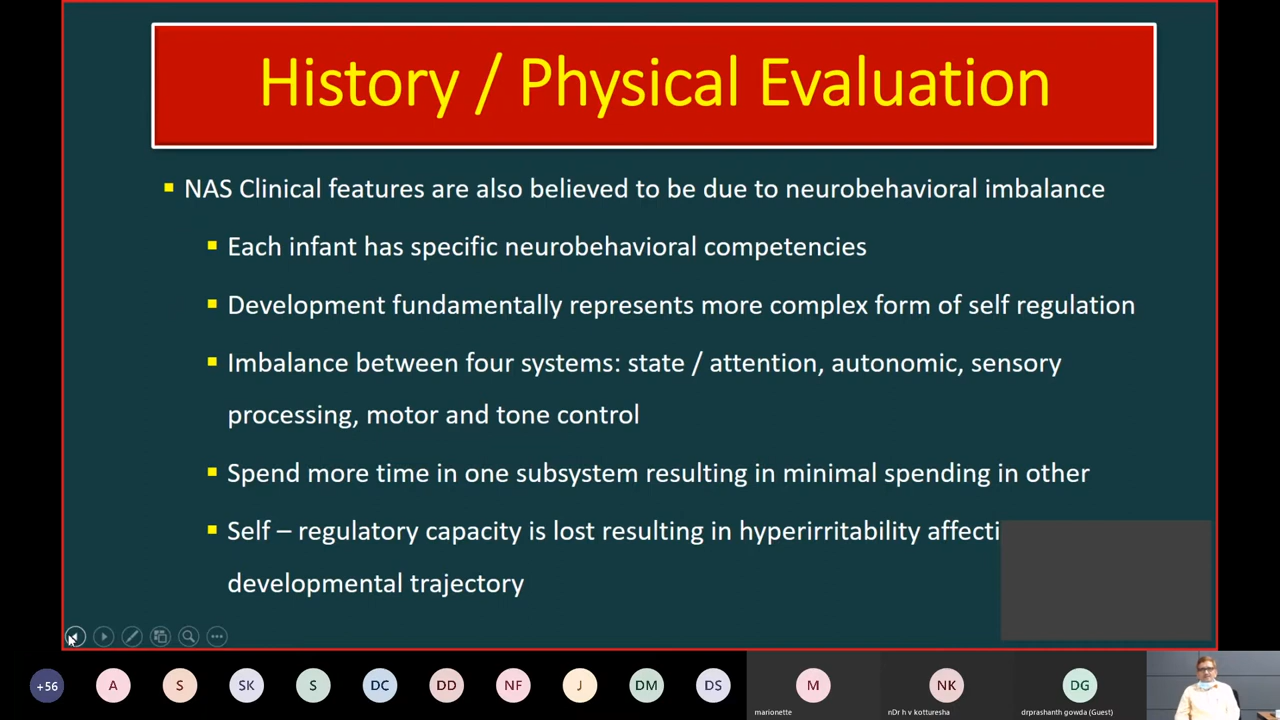 History / Physical Evaluation
NAS Clinical features are also believed to be due to neurobehavioral imbalance
Each infant has specific neurobehavioral competencies
Development fundamentally represents more complex form of self regulation
Imbalance between four systems: state / attention, autonomic, sensory
processing, motor and tone control
Spend more time in one subsystem resulting in minimal spending in other
Self – regulatory capacity is lost resulting in hyperirritability
developmental trajectory
+56 A S SK S DC DD NF J DM DS M NK DG
marionette nDr h v kotturesha drprashanth gowda (Guest)